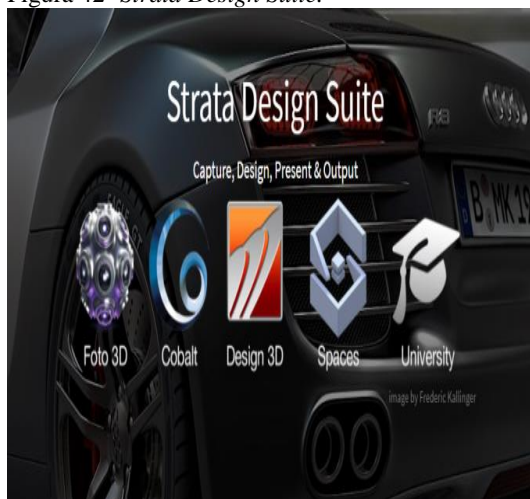 Figura 42 Strata Design Suite.
Strata Design Suite
Capture, Design, Present & Output
Foto 3D Cobalt Design 3D Spaces University
image by Frederic Kallinger
R8